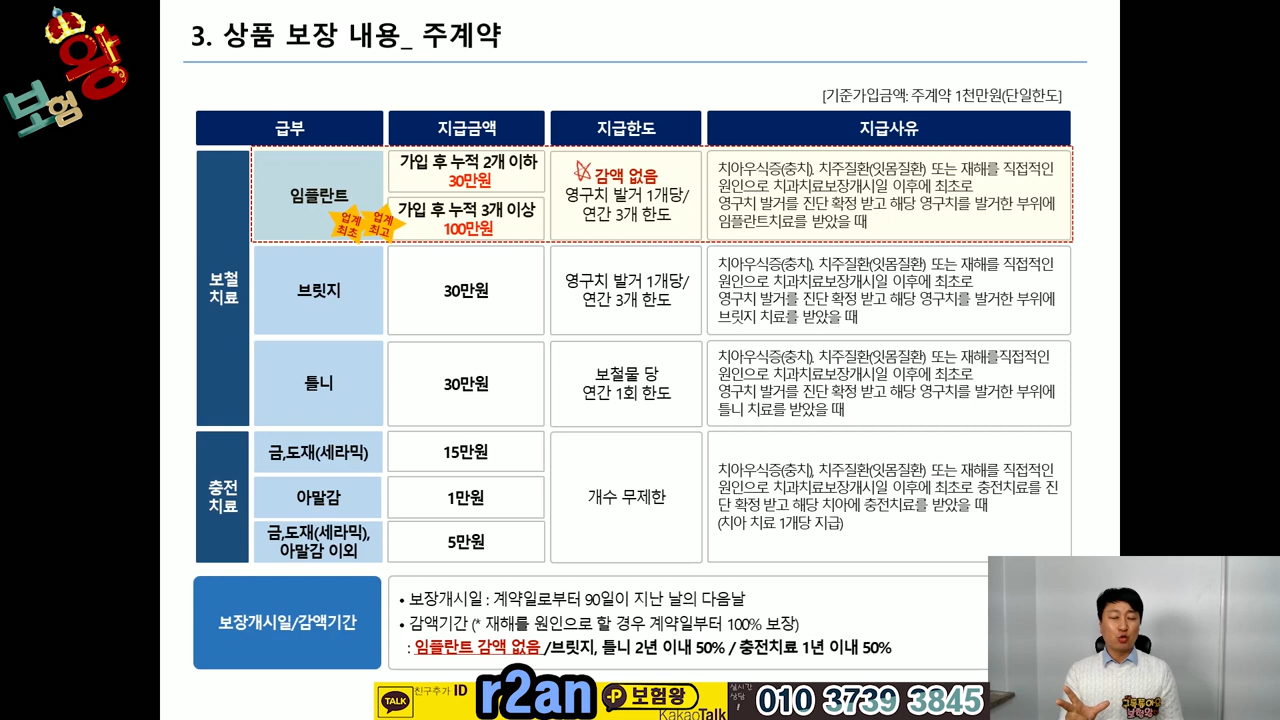 보험왕
3. 상품 보장 내용_ 주계약
[기준가입금액: 주계약 1천만원(단일한도]
급부
지급금액
지급한도
지급사유
보철
치료
임플란트
업계
최초
업계
최고
가입 후 누적 2개 이하
30만원
가입 후 누적 3개 이상
100만원
감액 없음
영구치 발거 1개당/
연간 3개 한도
치아우식증(충치), 치주질환(잇몸질환) 또는 재해를 직접적인
원인으로 치과치료보장개시일 이후에 최초로
영구치 발거를 진단 확정 받고 해당 영구치를 발거한 부위에
임플란트치료를 받았을 때
브릿지
30만원
영구치 발거 1개당/
연간 3개 한도
치아우식증(충치), 치주질환(잇몸질환) 또는 재해를 직접적인
원인으로 치과치료보장개시일 이후에 최초로
영구치 발거를 진단 확정 받고 해당 영구치를 발거한 부위에
브릿지 치료를 받았을 때
틀니
30만원
보철물 당
연간 1회 한도
치아우식증(충치), 치주질환(잇몸질환) 또는 재해를직접적인
원인으로 치과치료보장개시일 이후에 최초로
영구치 발거를 진단 확정 받고 해당 영구치를 발거한 부위에
틀니 치료를 받았을 때
충전
치료
금,도재(세라믹)
15만원
아말감
1만원
금,도재(세라믹),
아말감 이외
5만원
개수 무제한
치아우식증(충치), 치주질환(잇몸질환) 또는 재해를 직접적인
원인으로 치과치료보장개시일 이후에 최초로 충전치료를 진
단 확정 받고 해당 치아에 충전치료를 받았을 때
(치아 치료 1개당 지급)
보장개시일/감액기간
• 보장개시일 : 계약일로부터 90일이 지난 날의 다음날
• 감액기간 (* 재해를 원인으로 할 경우 계약일부터 100% 보장)
: 임플란트 감액 없음 /브릿지, 틀니 2년 이내 50% / 충전치료 1년 이내 50%
TALK
친구추가 ID
r2an
P 보험왕
KakaoTalk
실시간
상담
!
010 3739 3845